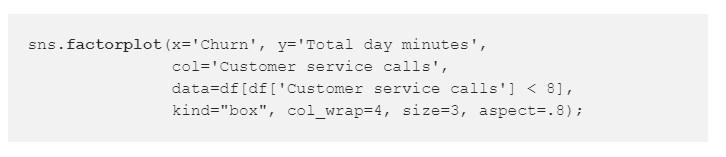 sns.factorplot(x='Churn', y='Total day minutes',
               col='Customer service calls',
               data=df[df['Customer service calls'] < 8],
               kind="box", col_wrap=4, size=3, aspect=.8);